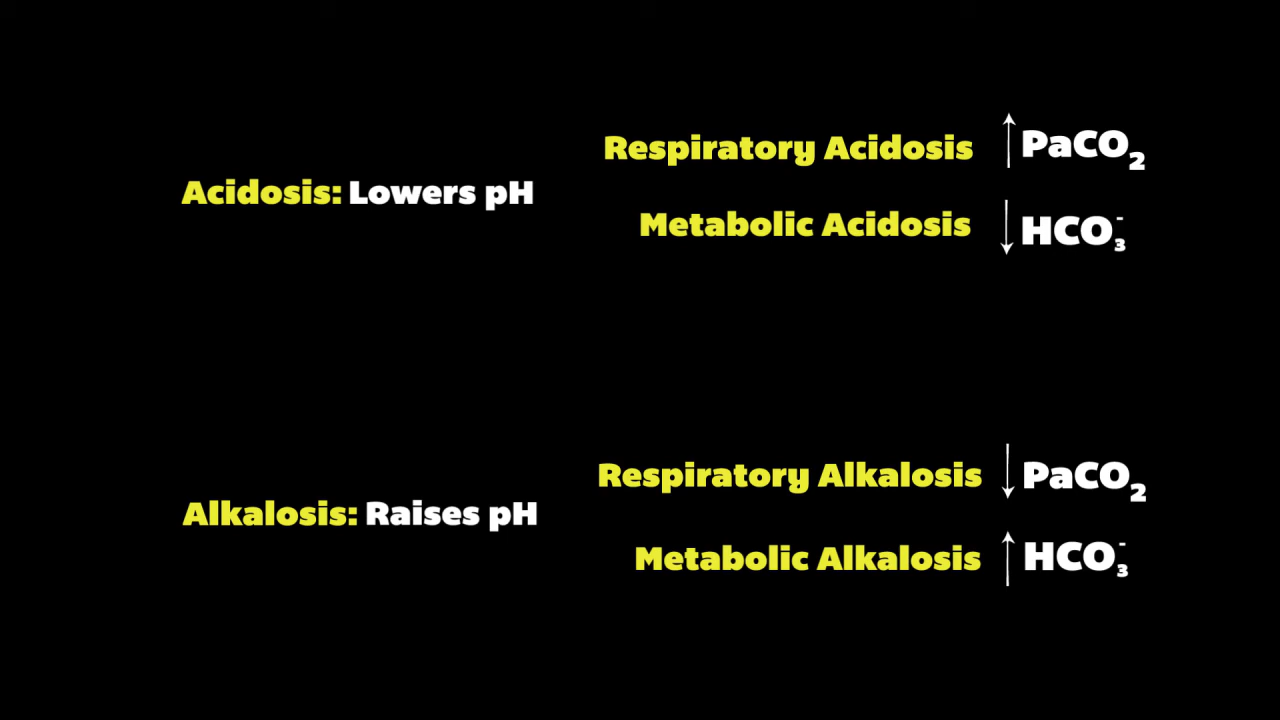 Acidosis: Lowers pH
Respiratory Acidosis ↑ PaCO₂
Metabolic Acidosis ↓ HCO₃⁻
Alkalosis: Raises pH
Respiratory Alkalosis ↓ PaCO₂
Metabolic Alkalosis ↑ HCO₃⁻